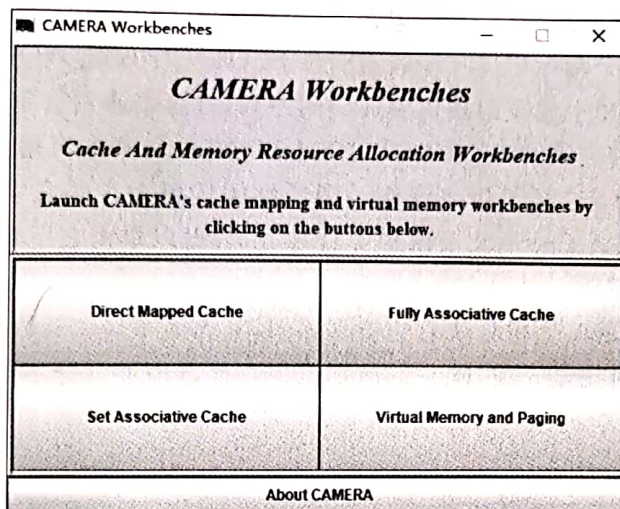 CAMERA Workbenches
CAMERA Workbenches
Cache And Memory Resource Allocation Workbenches
Launch CAMERA's cache mapping and virtual memory workbenches by
clicking on the buttons below.
Direct Mapped Cache
Fully Associative Cache
Set Associative Cache
Virtual Memory and Paging
About CAMERA